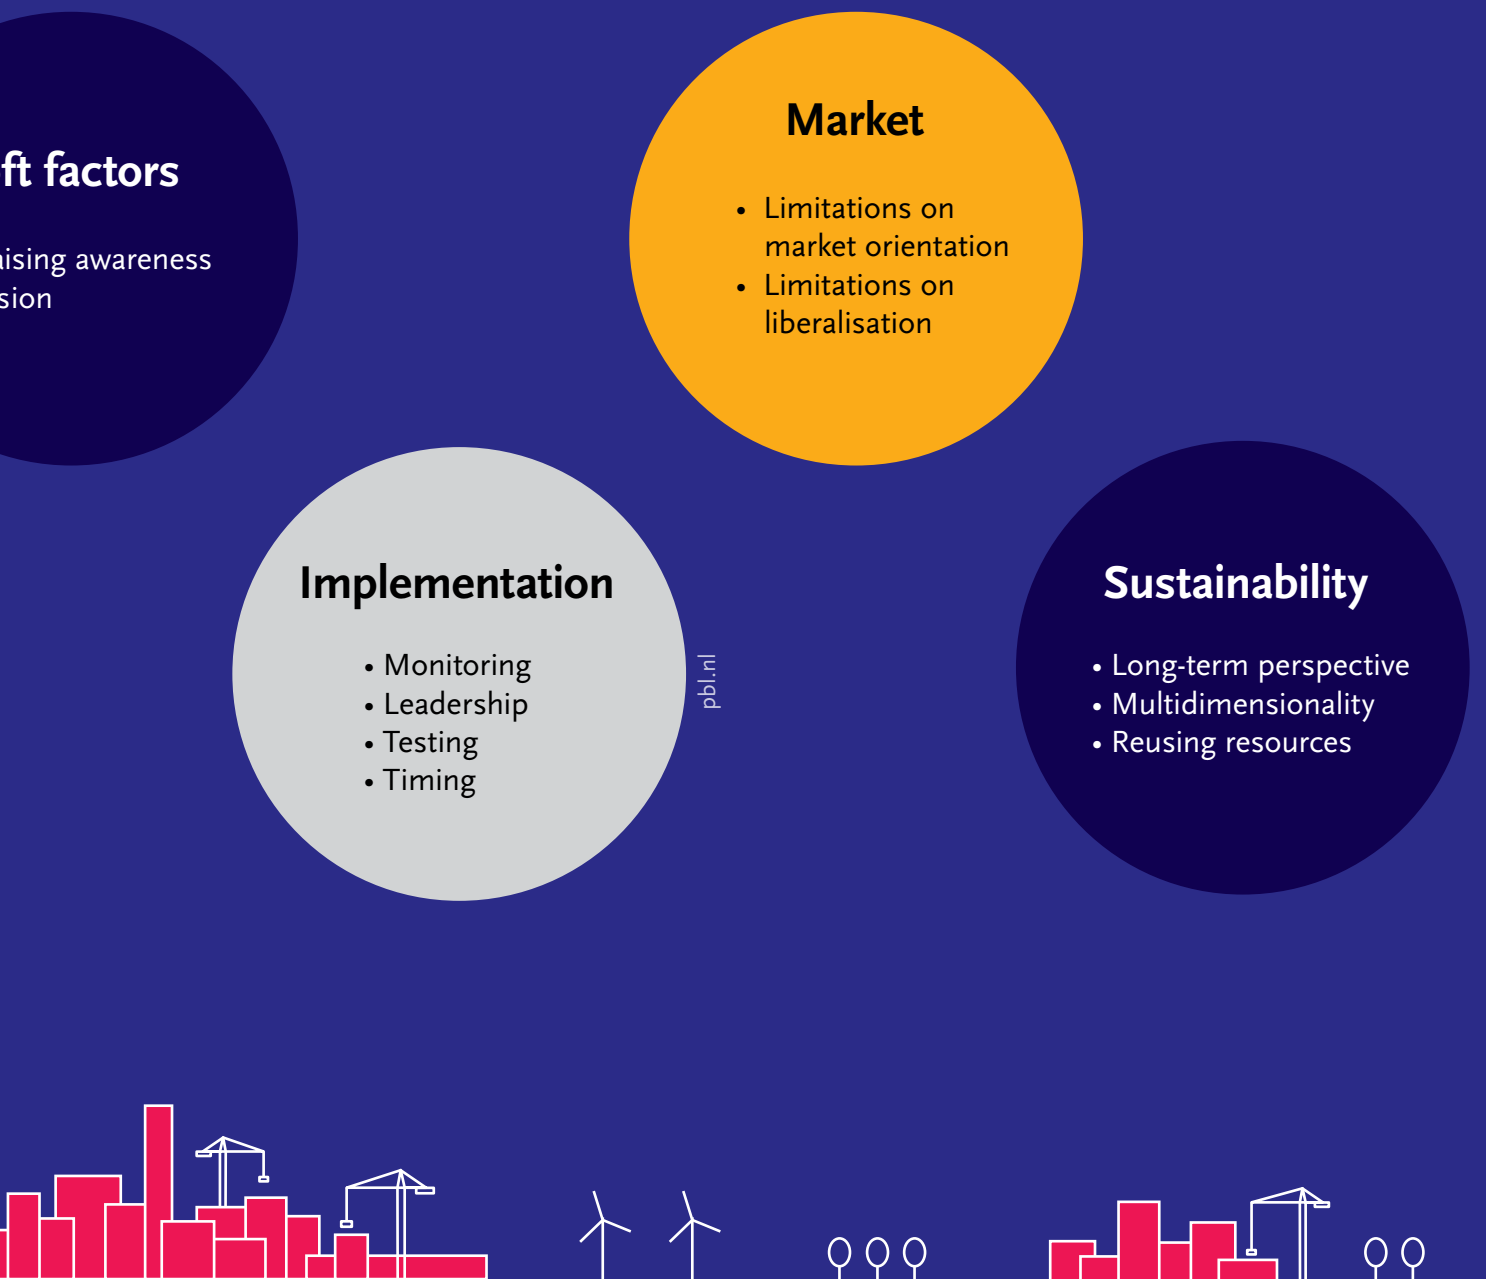 ft factors
aising awareness
sion
Market
• Limitations on
market orientation
• Limitations on
liberalisation
Implementation
• Monitoring
• Leadership
• Testing
• Timing
pbl.nl
Sustainability
• Long-term perspective
• Multidimensionality
• Reusing resources